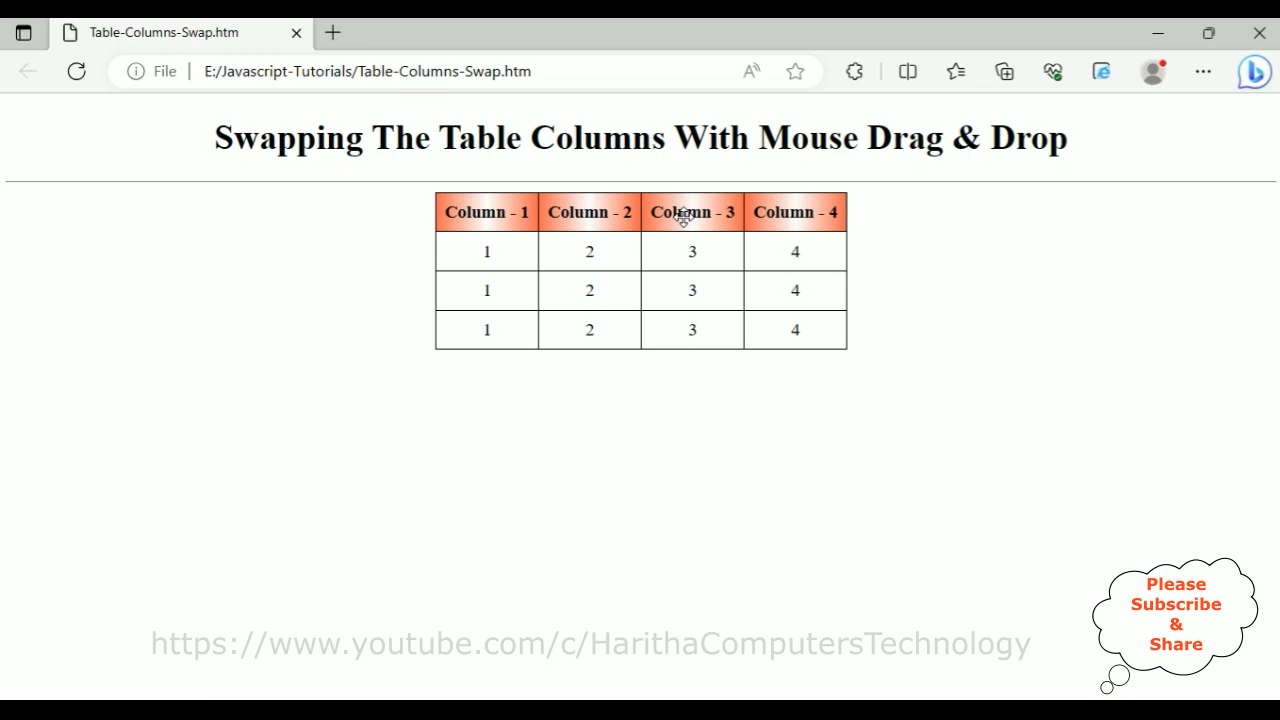 Table-Columns-Swap.htm
File
E:/Javascript-Tutorials/Table-Columns-Swap.htm
Swapping The Table Columns With Mouse Drag & Drop
Column - 1 Column - 2 Column - 3 Column - 4
1 2 3 4
1 2 3 4
1 2 3 4
Please
Subscribe
&
Share
https://www.youtube.com/c/HarithaComputersTechnology